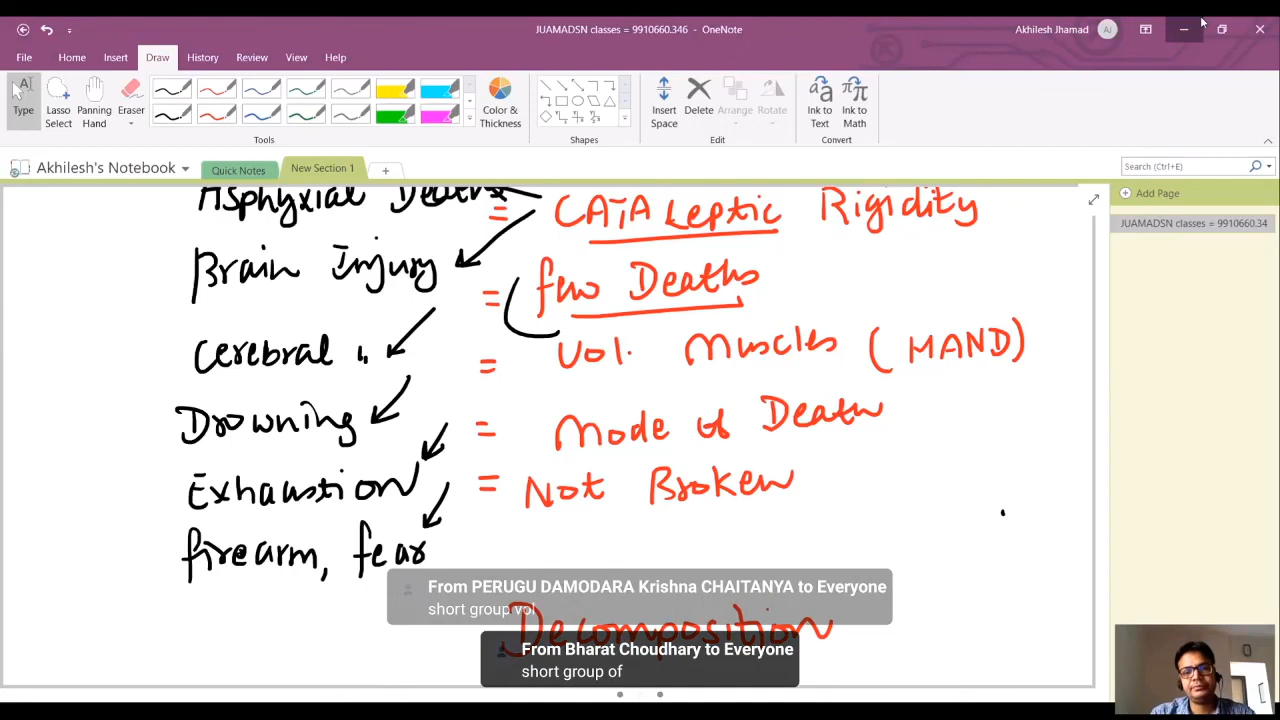 JUAMADSN classes = 9910660.346 - OneNote
Akhilesh Jhamad
AJ
File Home Insert Draw History Review View Help
Type
Lasso Select
Panning Hand
Eraser
Color & Thickness
Insert Space
Delete
Arrange
Rotate
Ink to Text
Ink to Math
Tools
Shapes
Edit
Convert
Akhilesh's Notebook
Quick Notes
New Section 1
+
Search (Ctrl+E)
Add Page
JUAMADSN classes = 9910660.34
Asphyxial Deaths
= CATALeptic Rigidity
Brain Injury
= few Deaths
Cerebral "
= Vol. Muscles (HAND)
Drowning
= Mode of Death
Exhaustion
= Not Broken
firearm, fear
From PERUGU DAMODARA Krishna CHAITANYA to Everyone
short group vol
Decomposition
From Bharat Choudhary to Everyone
short group of